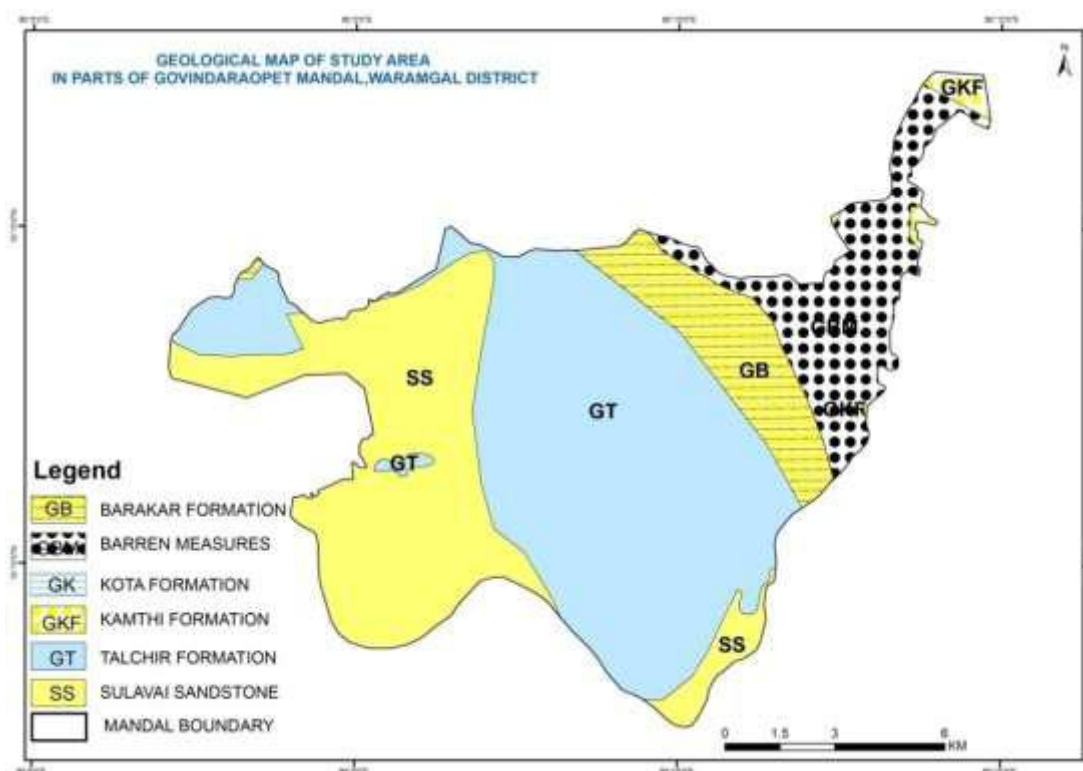 GEOLOGICAL MAP OF STUDY AREA
IN PARTS OF GOVINDARAOPET MANDAL,WARAMGAL DISTRICT
N
GKF
SS
GB
GT
GKF
GT
SS
Legend
GB BARAKAR FORMATION
BARREN MEASURES
GK KOTA FORMATION
GKF KAMTHI FORMATION
GT TALCHIR FORMATION
SS SULAVAI SANDSTONE
MANDAL BOUNDARY
0 1.5 3 6
KM